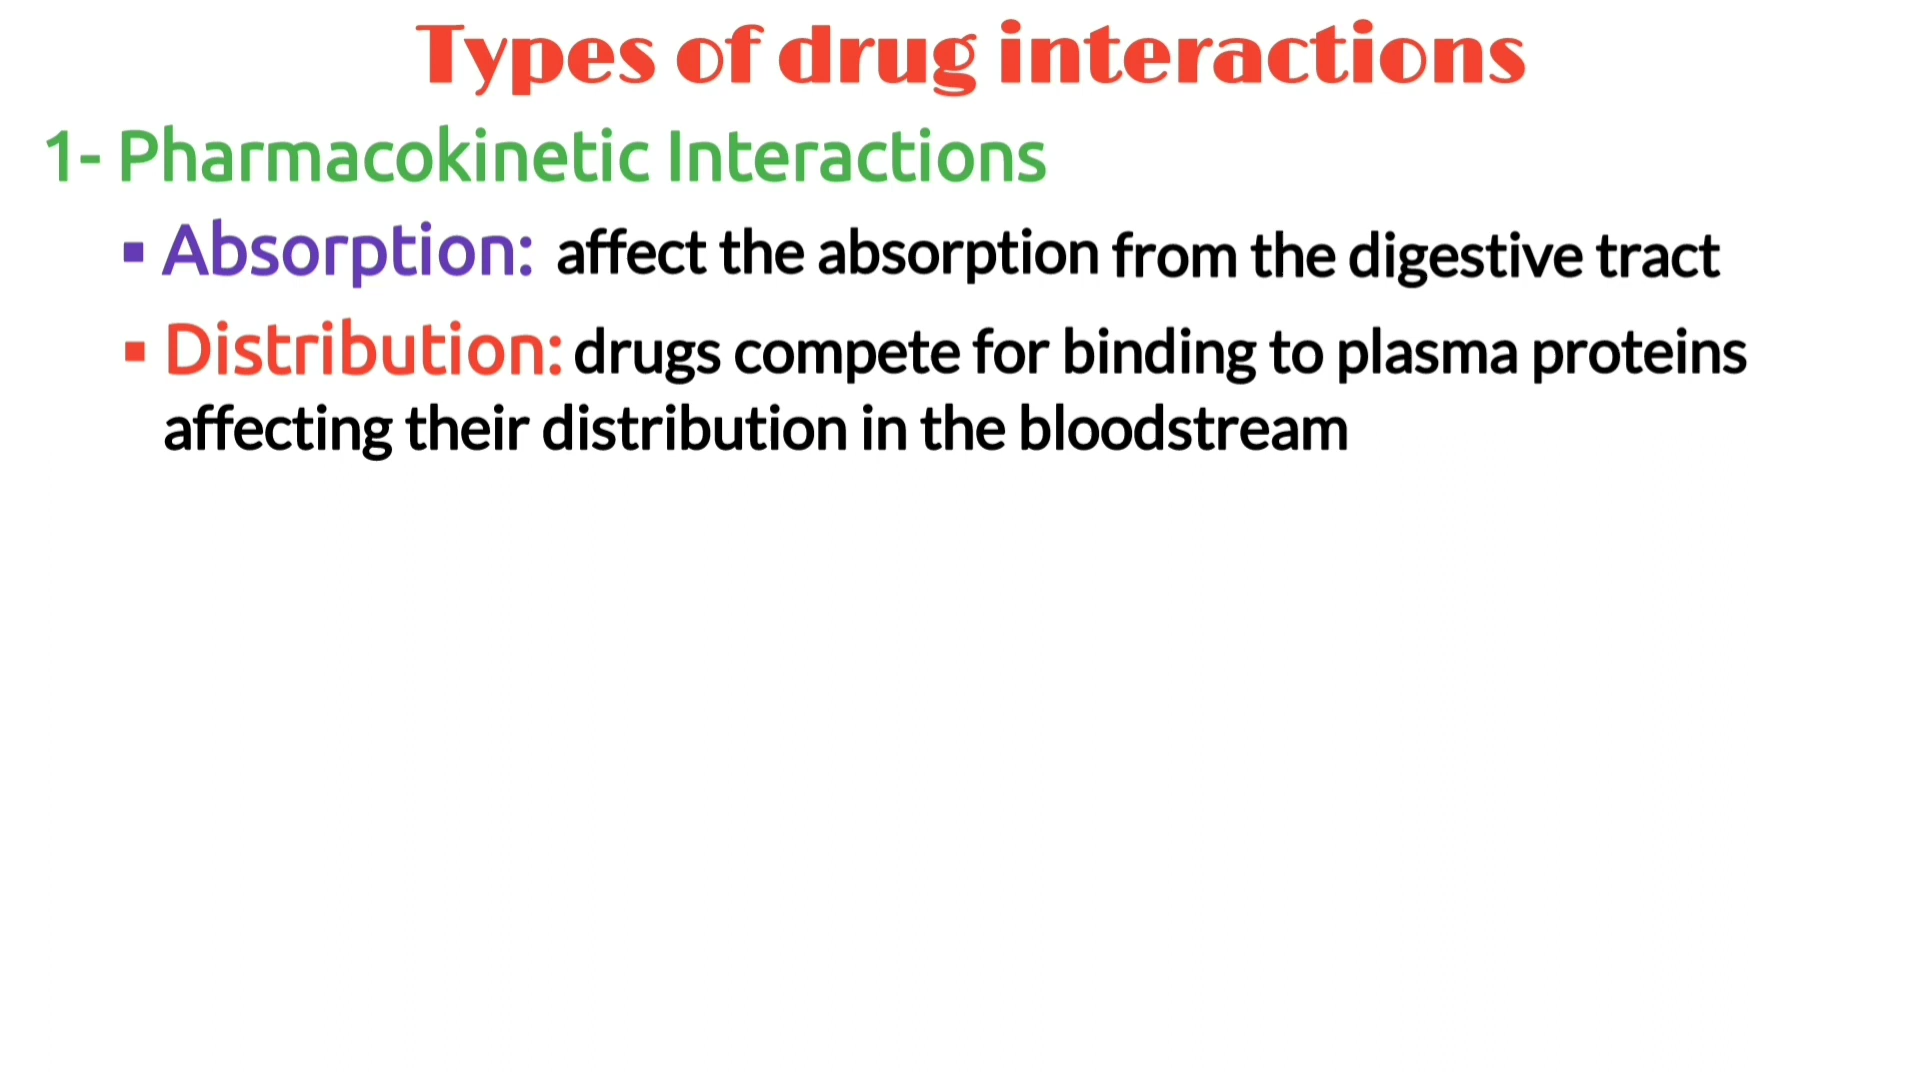 Types of drug interactions
1- Pharmacokinetic Interactions
▪ Absorption: affect the absorption from the digestive tract
▪ Distribution: drugs compete for binding to plasma proteins
affecting their distribution in the bloodstream